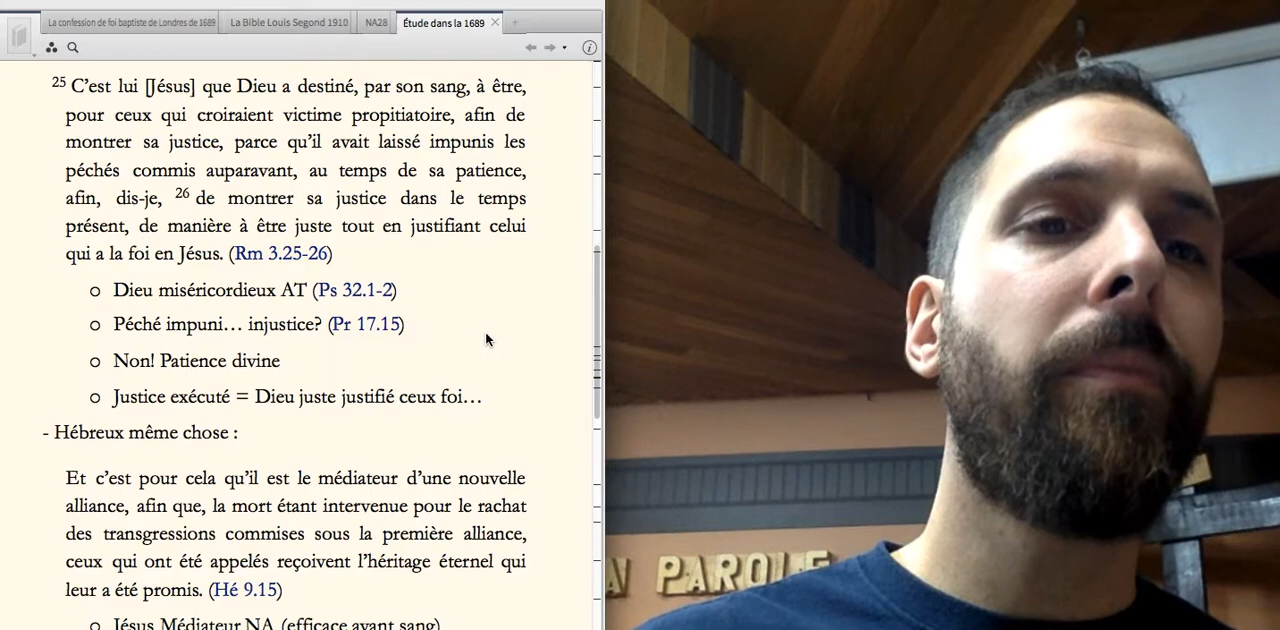 La confession de foi baptiste de Londres de 1689
La Bible Louis Segond 1910
NA28
Étude dans la 1689
25 C'est lui [Jésus] que Dieu a destiné, par son sang, à être,
pour ceux qui croiraient victime propitiatoire, afin de
montrer sa justice, parce qu'il avait laissé impunis les
péchés commis auparavant, au temps de sa patience,
afin, dis-je, 26 de montrer sa justice dans le temps
présent, de manière à être juste tout en justifiant celui
qui a la foi en Jésus. (Rm 3.25-26)
Dieu miséricordieux AT (Ps 32.1-2)
Péché impuni… injustice? (Pr 17.15)
Non! Patience divine
Justice exécuté = Dieu juste justifié ceux foi…
- Hébreux même chose :
Et c'est pour cela qu'il est le médiateur d'une nouvelle
alliance, afin que, la mort étant intervenue pour le rachat
des transgressions commises sous la première alliance,
ceux qui ont été appelés reçoivent l'héritage éternel qui
leur a été promis. (Hé 9.15)
Jésus Médiateur NA (efficace avant sang)
PAROLE